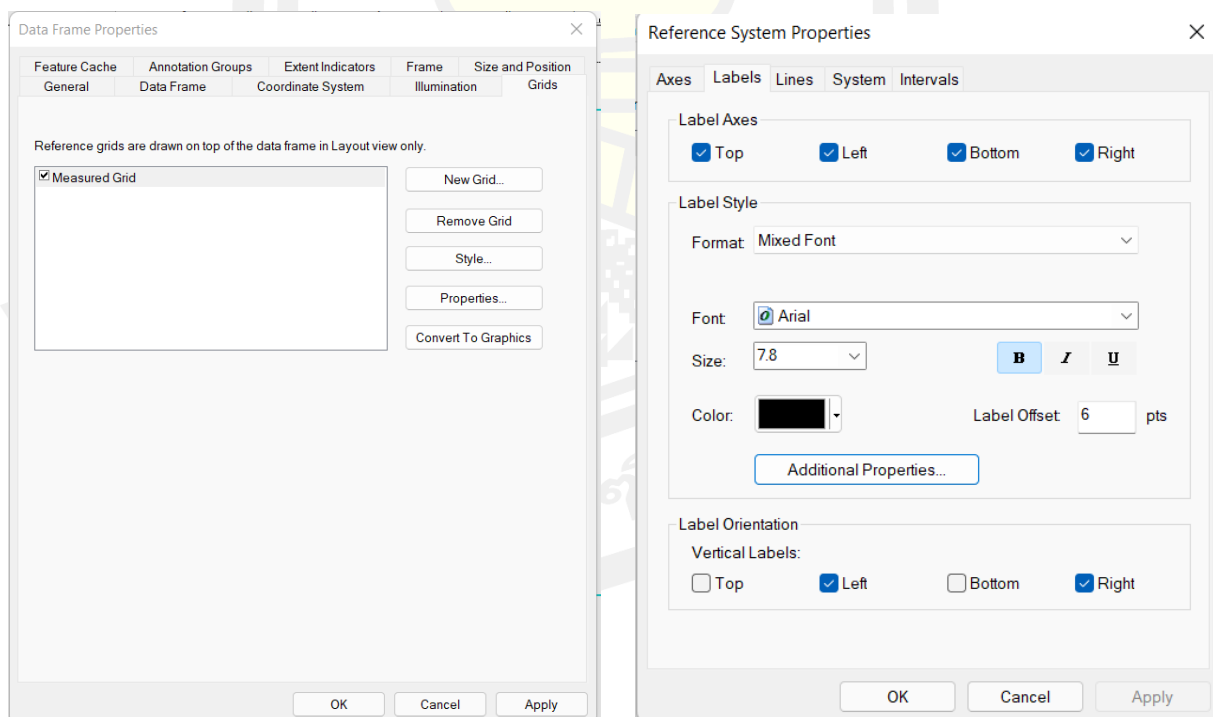 Data Frame Properties
Feature Cache Annotation Groups Extent Indicators Frame Size and Position
General Data Frame Coordinate System Illumination Grids
Reference grids are drawn on top of the data frame in Layout view only.
Measured Grid
New Grid...
Remove Grid
Style...
Properties...
Convert To Graphics
OK Cancel Apply
Reference System Properties
Axes Labels Lines System Intervals
Label Axes
Top Left Bottom Right
Label Style
Format: Mixed Font
Font: Arial
Size: 7.8 B I U
Color: Label Offset: 6 pts
Additional Properties...
Label Orientation
Vertical Labels:
Top Left Bottom Right
OK Cancel Apply